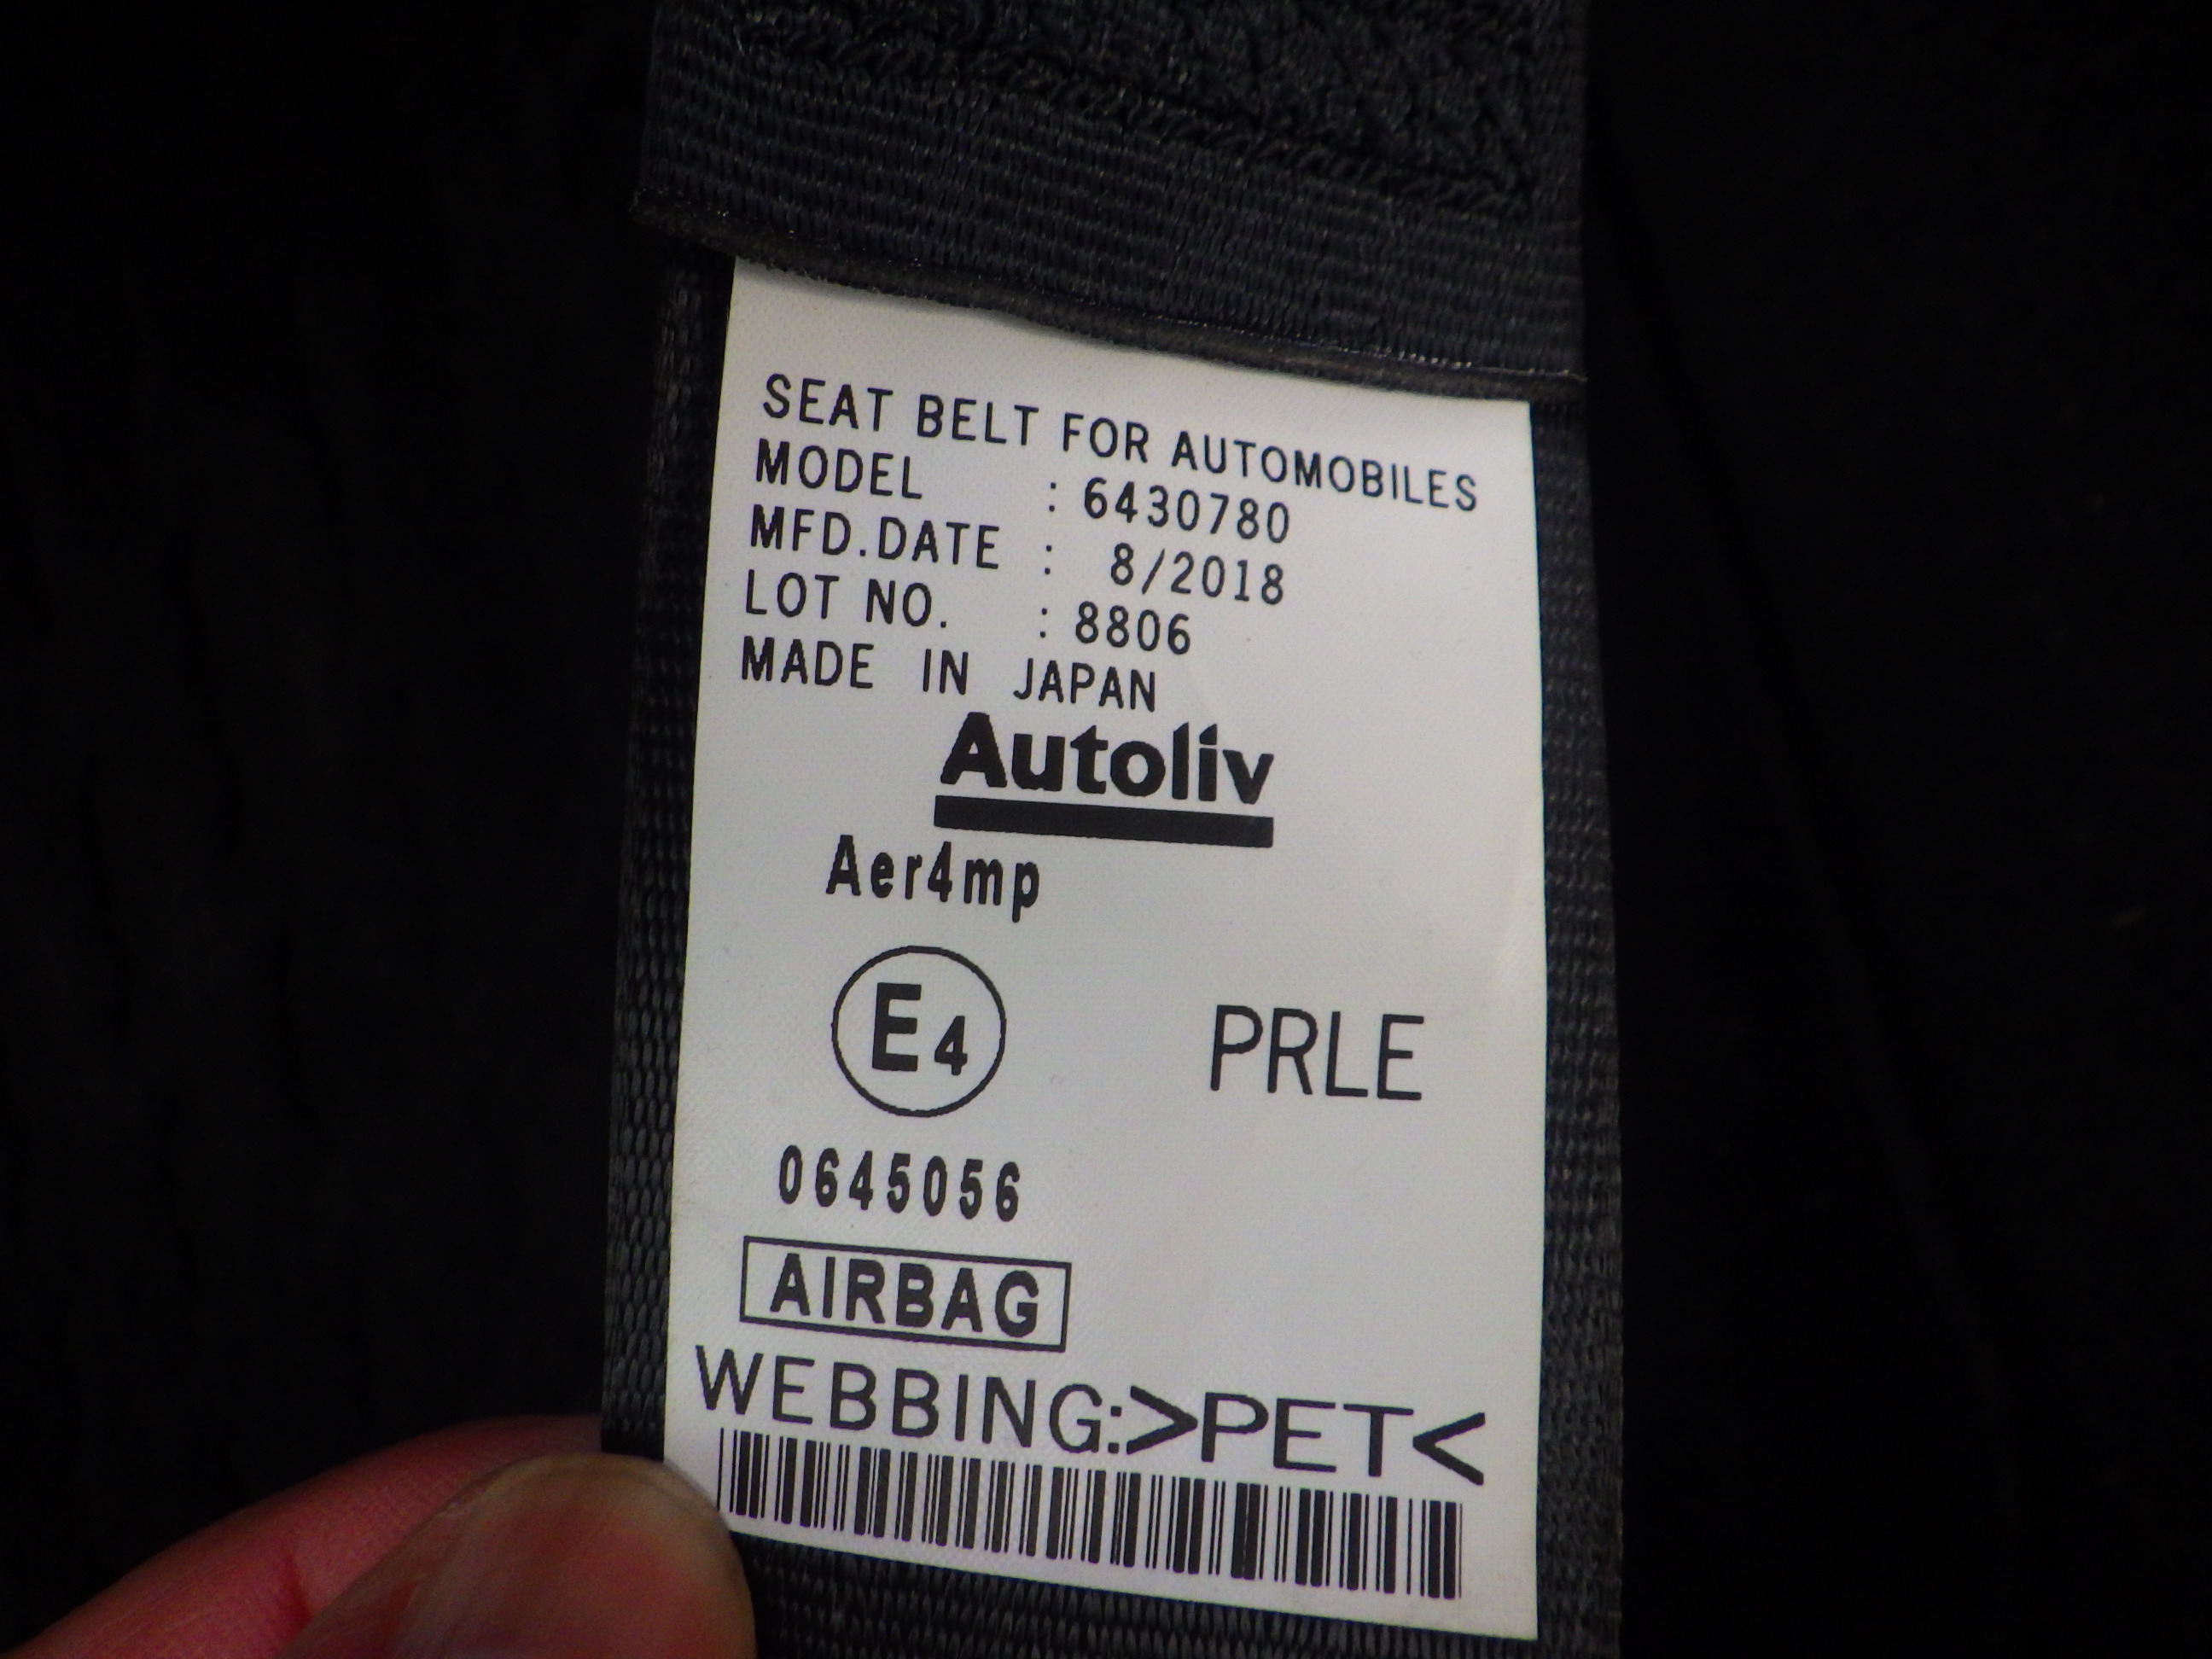 SEAT BELT FOR AUTOMOBILES
MODEL : 6430780
MFD.DATE : 8/2018
LOT NO. : 8806
MADE IN JAPAN
Autoliv
Aer4mp
E4 PRLE
0645056
AIRBAG
WEBBING:>PET<